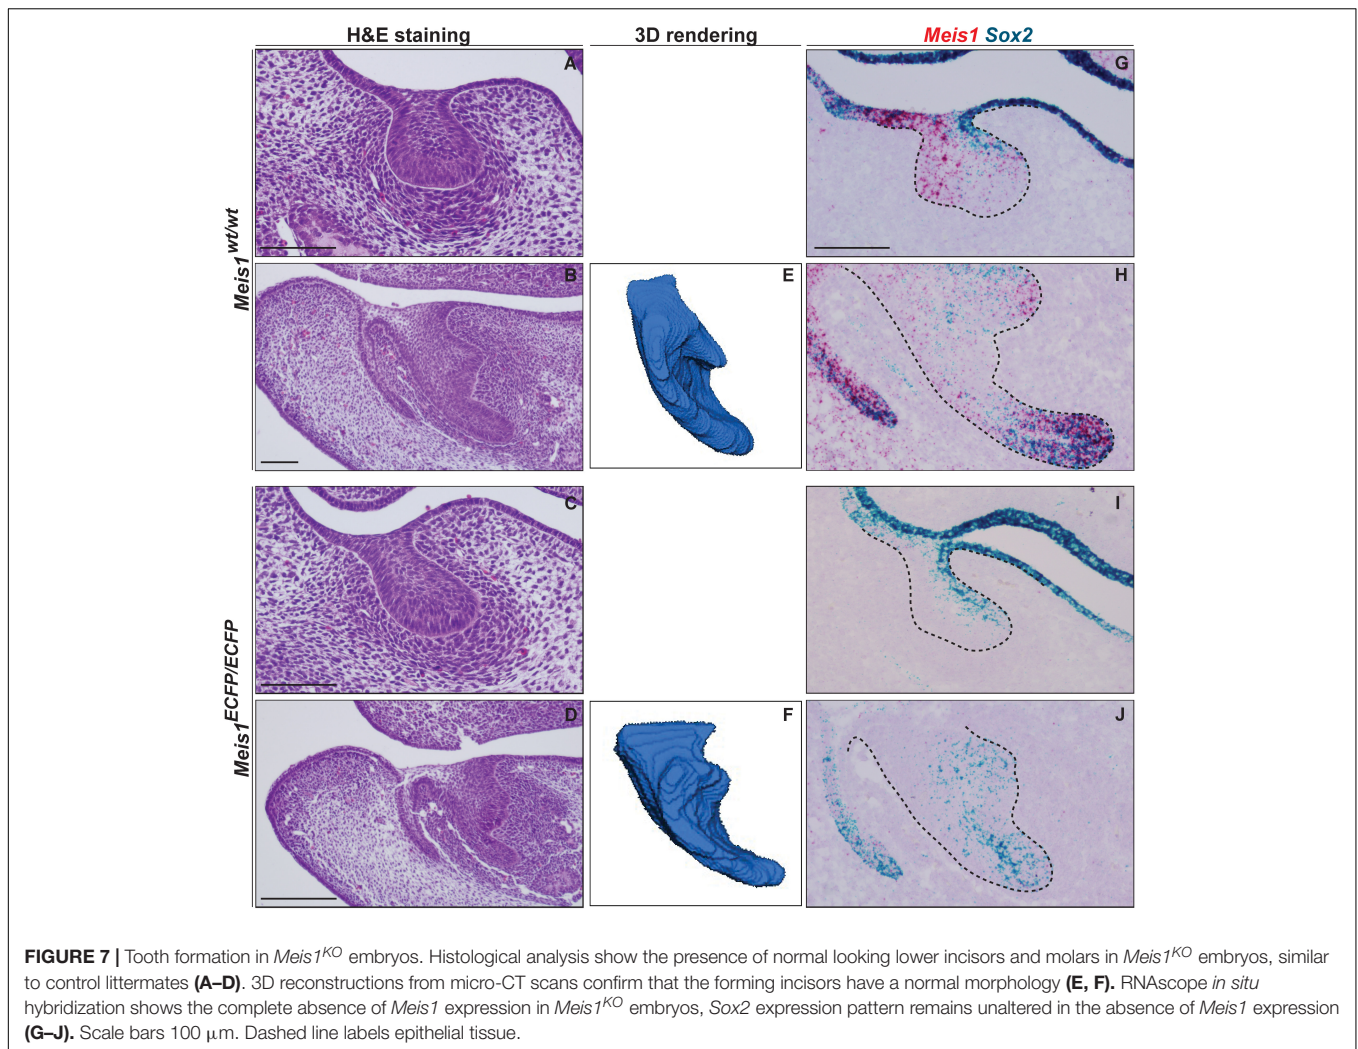 H&E staining
3D rendering
Meis1 Sox2
Meis1wt/wt
A
G
B
E
H
Meis1ECFP/ECFP
C
I
D
F
J
FIGURE 7 | Tooth formation in Meis1KO embryos. Histological analysis show the presence of normal looking lower incisors and molars in Meis1KO embryos, similar
to control littermates (A–D). 3D reconstructions from micro-CT scans confirm that the forming incisors have a normal morphology (E, F). RNAscope in situ
hybridization shows the complete absence of Meis1 expression in Meis1KO embryos, Sox2 expression pattern remains unaltered in the absence of Meis1 expression
(G–J). Scale bars 100 μm. Dashed line labels epithelial tissue.